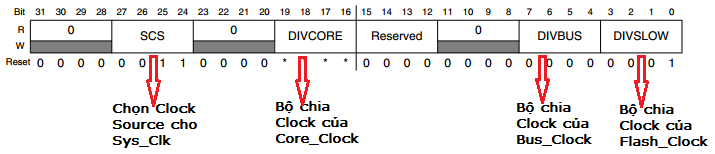 Bit 31 30 29 28 27 26 25 24 23 22 21 20 19 18 17 16 15 14 13 12 11 10 9 8 7 6 5 4 3 2 1 0
R 0 SCS 0 DIVCORE Reserved 0 DIVBUS DIVSLOW
W
Reset 0 0 0 0 0 0 1 1 0 0 0 0 * * * * 0 0 0 0 0 0 0 0 0 0 0 0 0 0 0 1
Chọn Clock
Source cho
Sys_Clk
Bộ chia
Clock của
Core_Clock
Bộ chia
Clock của
Bus_Clock
Bộ chia
Clock của
Flash_Clock